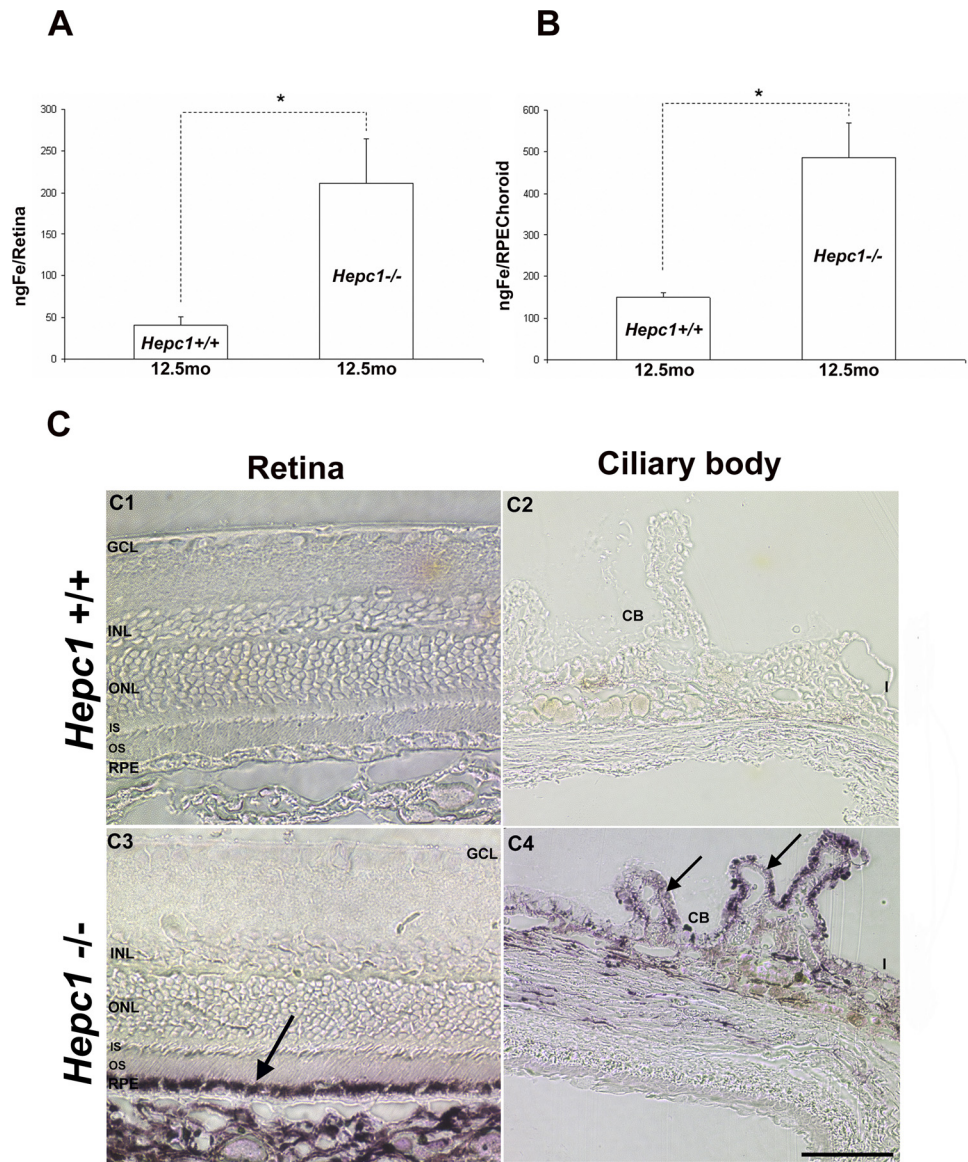 A
B
*
300
250
200
150
100
50
0
ngFe/Retina
Hepc1+/+
Hepc1-/-
12.5mo
12.5mo
*
600
500
400
300
200
100
0
ngFe/RPEChoroid
Hepc1+/+
Hepc1-/-
12.5mo
12.5mo
C
Retina
Ciliary body
Hepc1 +/+
C1
GCL
INL
ONL
IS
OS
RPE
C2
CB
I
Hepc1 -/-
C3
GCL
INL
ONL
IS
OS
RPE
C4
CB
I